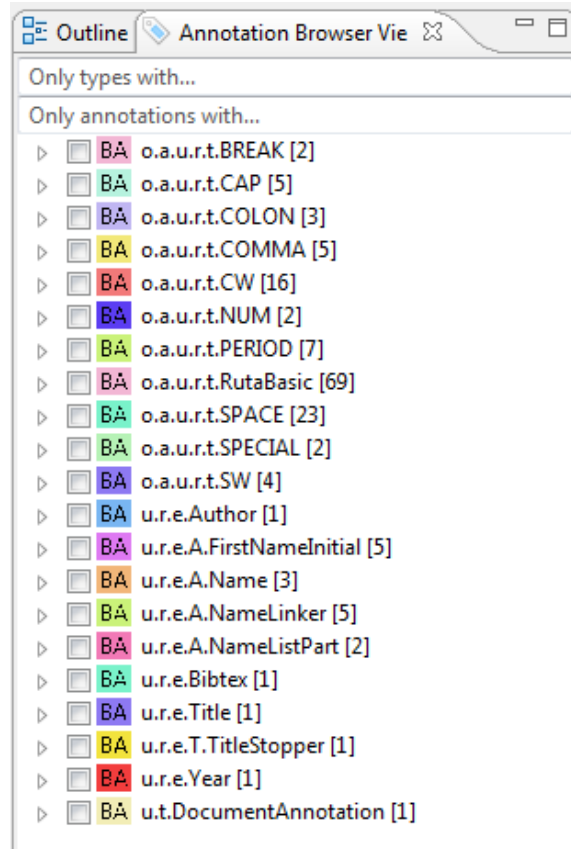 Outline Annotation Browser Vie
Only types with...
Only annotations with...
BA o.a.u.r.t.BREAK [2]
BA o.a.u.r.t.CAP [5]
BA o.a.u.r.t.COLON [3]
BA o.a.u.r.t.COMMA [5]
BA o.a.u.r.t.CW [16]
BA o.a.u.r.t.NUM [2]
BA o.a.u.r.t.PERIOD [7]
BA o.a.u.r.t.RutaBasic [69]
BA o.a.u.r.t.SPACE [23]
BA o.a.u.r.t.SPECIAL [2]
BA o.a.u.r.t.SW [4]
BA u.r.e.Author [1]
BA u.r.e.A.FirstNameInitial [5]
BA u.r.e.A.Name [3]
BA u.r.e.A.NameLinker [5]
BA u.r.e.A.NameListPart [2]
BA u.r.e.Bibtex [1]
BA u.r.e.Title [1]
BA u.r.e.T.TitleStopper [1]
BA u.r.e.Year [1]
BA u.t.DocumentAnnotation [1]